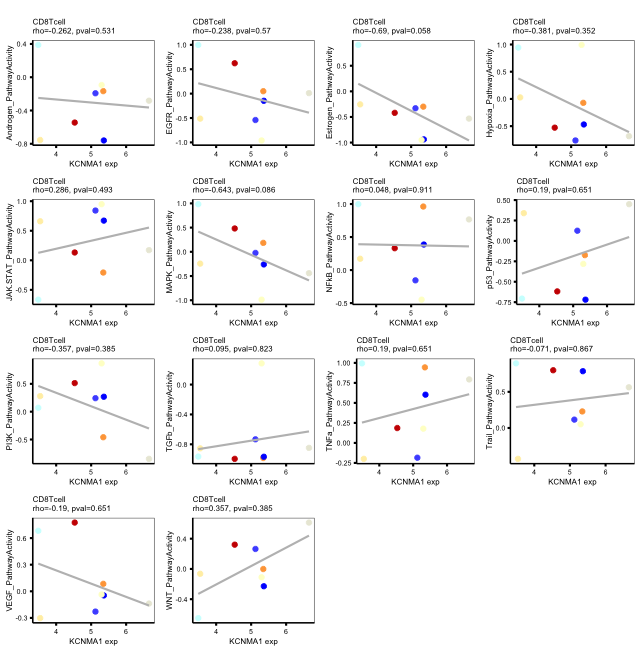 CD8Tcell
rho=-0.262, pval=0.531
Androgen_PathwayActivity
0.4
0.0
-0.4
-0.8
4
5
6
KCNMA1 exp
CD8Tcell
rho=-0.238, pval=0.57
EGFR_PathwayActivity
1.0
0.5
0.0
-0.5
-1.0
4
5
6
KCNMA1 exp
CD8Tcell
rho=-0.69, pval=0.058
Estrogen_PathwayActivity
1.0
0.5
0.0
-0.5
-1.0
4
5
6
KCNMA1 exp
CD8Tcell
rho=-0.381, pval=0.352
Hypoxia_PathwayActivity
1.0
0.5
0.0
-0.5
4
5
6
KCNMA1 exp
CD8Tcell
rho=0.286, pval=0.493
JAK-STAT_PathwayActivity
1.0
0.5
0.0
-0.5
4
5
6
KCNMA1 exp
CD8Tcell
rho=-0.643, pval=0.086
MAPK_PathwayActivity
1.0
0.5
0.0
-0.5
-1.0
4
5
6
KCNMA1 exp
CD8Tcell
rho=0.048, pval=0.911
NFkB_PathwayActivity
1.0
0.5
0.0
-0.5
4
5
6
KCNMA1 exp
CD8Tcell
rho=0.19, pval=0.651
p53_PathwayActivity
0.50
0.25
0.00
-0.25
-0.50
-0.75
4
5
6
KCNMA1 exp
CD8Tcell
rho=-0.357, pval=0.385
PI3K_PathwayActivity
0.5
0.0
-0.5
4
5
6
KCNMA1 exp
CD8Tcell
rho=0.095, pval=0.823
TGFb_PathwayActivity
0.0
-0.4
-0.8
4
5
6
KCNMA1 exp
CD8Tcell
rho=0.19, pval=0.651
TNFa_PathwayActivity
1.00
0.75
0.50
0.25
0.00
-0.25
4
5
6
KCNMA1 exp
CD8Tcell
rho=-0.071, pval=0.867
Trail_PathwayActivity
0.5
0.0
4
5
6
KCNMA1 exp
CD8Tcell
rho=-0.19, pval=0.651
VEGF_PathwayActivity
0.6
0.3
0.0
-0.3
4
5
6
KCNMA1 exp
CD8Tcell
rho=0.357, pval=0.385
WNT_PathwayActivity
0.4
0.0
-0.4
4
5
6
KCNMA1 exp